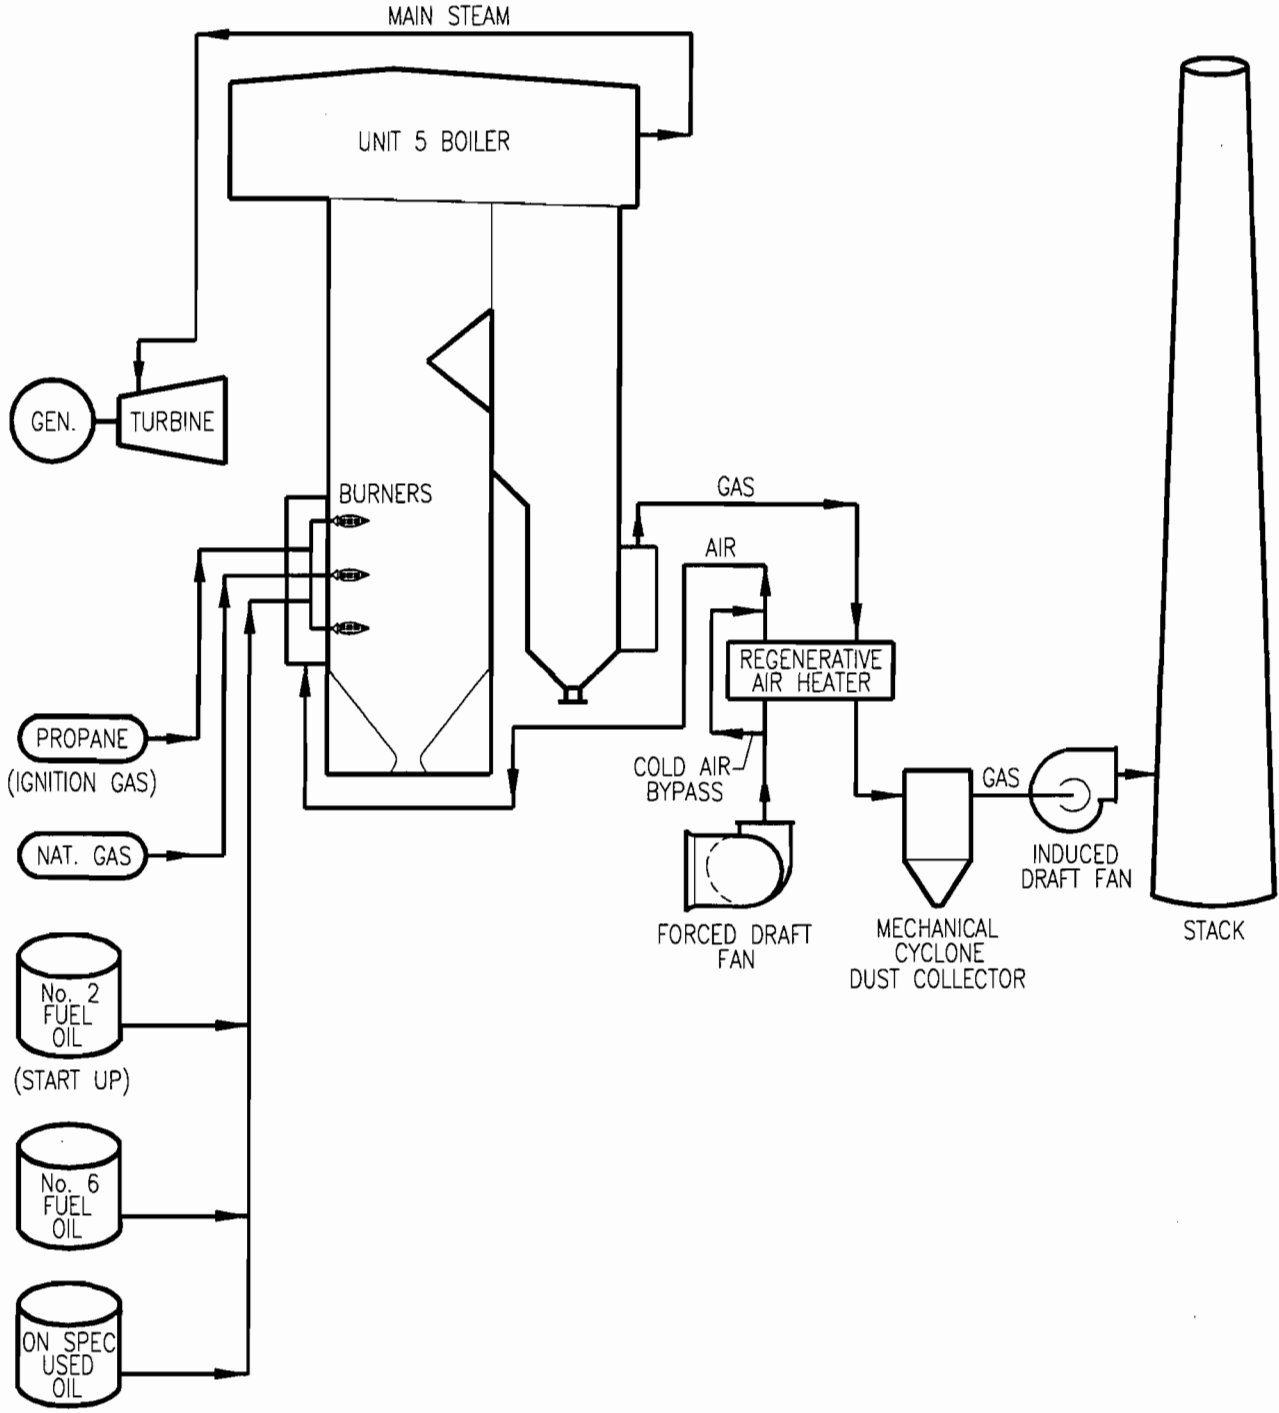 MAIN STEAM
UNIT 5 BOILER
GEN.
TURBINE
BURNERS
GAS
AIR
REGENERATIVE
AIR HEATER
PROPANE
(IGNITION GAS)
COLD AIR
BYPASS
GAS
NAT. GAS
INDUCED
DRAFT FAN
FORCED DRAFT
FAN
MECHANICAL
CYCLONE
DUST COLLECTOR
STACK
No. 2
FUEL
OIL
(START UP)
No. 6
FUEL
OIL
ON SPEC
USED
OIL